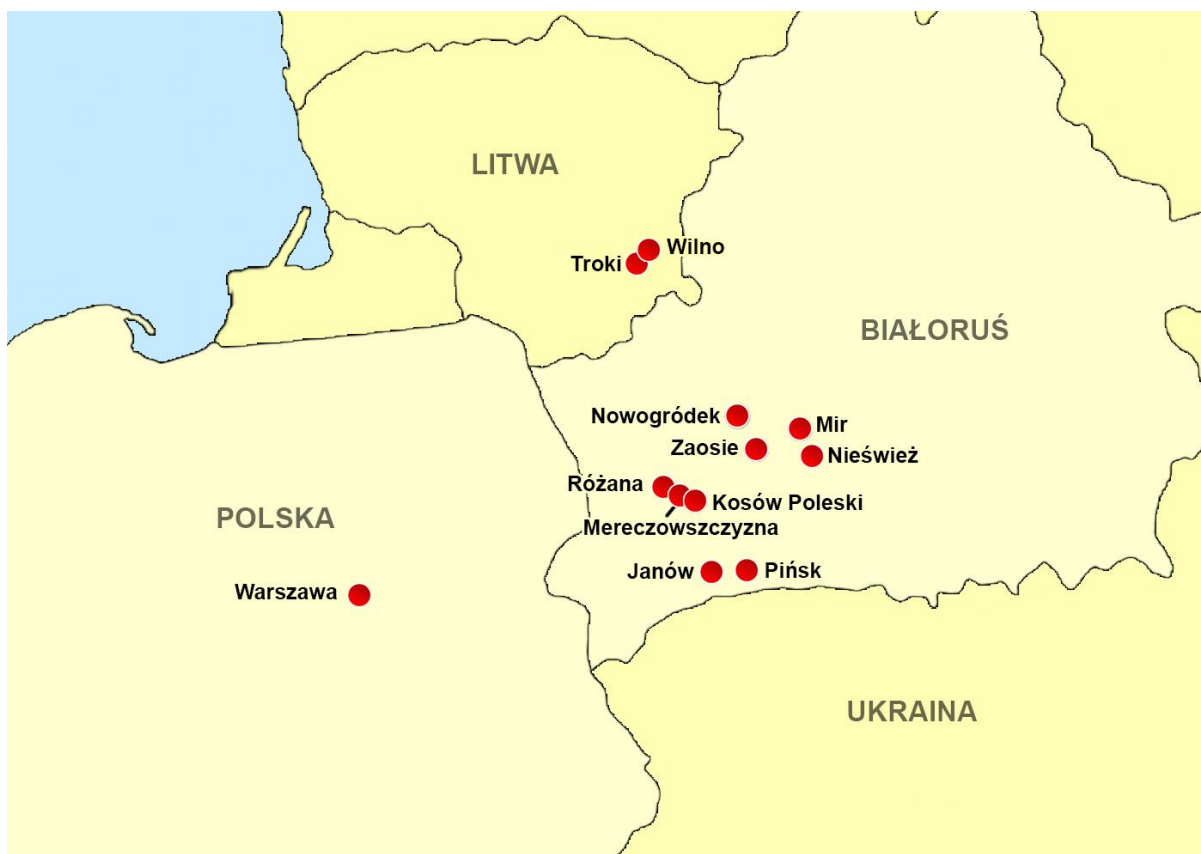 LITWA
Wilno
Troki
BIAŁORUŚ
Nowogródek
Mir
Zaosie
Nieśwież
Różana
Kosów Poleski
Mereczowszczyzna
POLSKA
Janów
Pińsk
Warszawa
UKRAINA